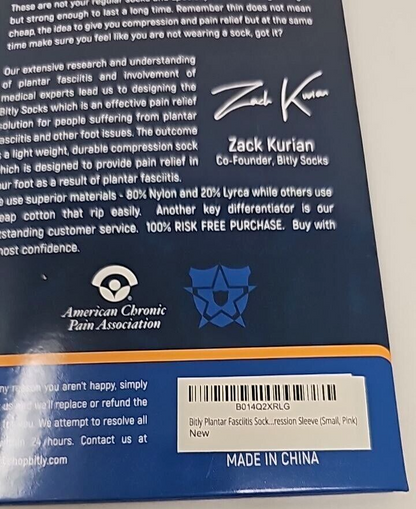 These are not your regular
but strong enough to last a long time. Remember thin does not mean
cheap, the idea to give you compression and pain relief but at the same
time make sure you feel like you are not wearing a sock, got it?
Our extensive research and understanding
of plantar fasciitis and involvement of
medical experts lead us to designing the
Bitly Socks which is an effective pain relief
solution for people suffering from plantar
fasciitis and other foot issues. The outcome
a light weight, durable compression sock
which is designed to provide pain relief in
our foot as a result of plantar fasciitis.
use superior materials - 80% Nylon and 20% Lyrca while others use
cheap cotton that rip easily. Another key differentiator is our
standing customer service. 100% RISK FREE PURCHASE. Buy with
most confidence.
Zack Kurian
Zack Kurian
Co-Founder, Bitly Socks
American Chronic
Pain Association
any reason you aren't happy, simply
we'll replace or refund the
We attempt to resolve all
24/hours. Contact us at
shopbitly.com
B014Q2XRLG
Bitly Plantar Fasciitis Sock...ression Sleeve (Small, Pink)
New
MADE IN CHINA